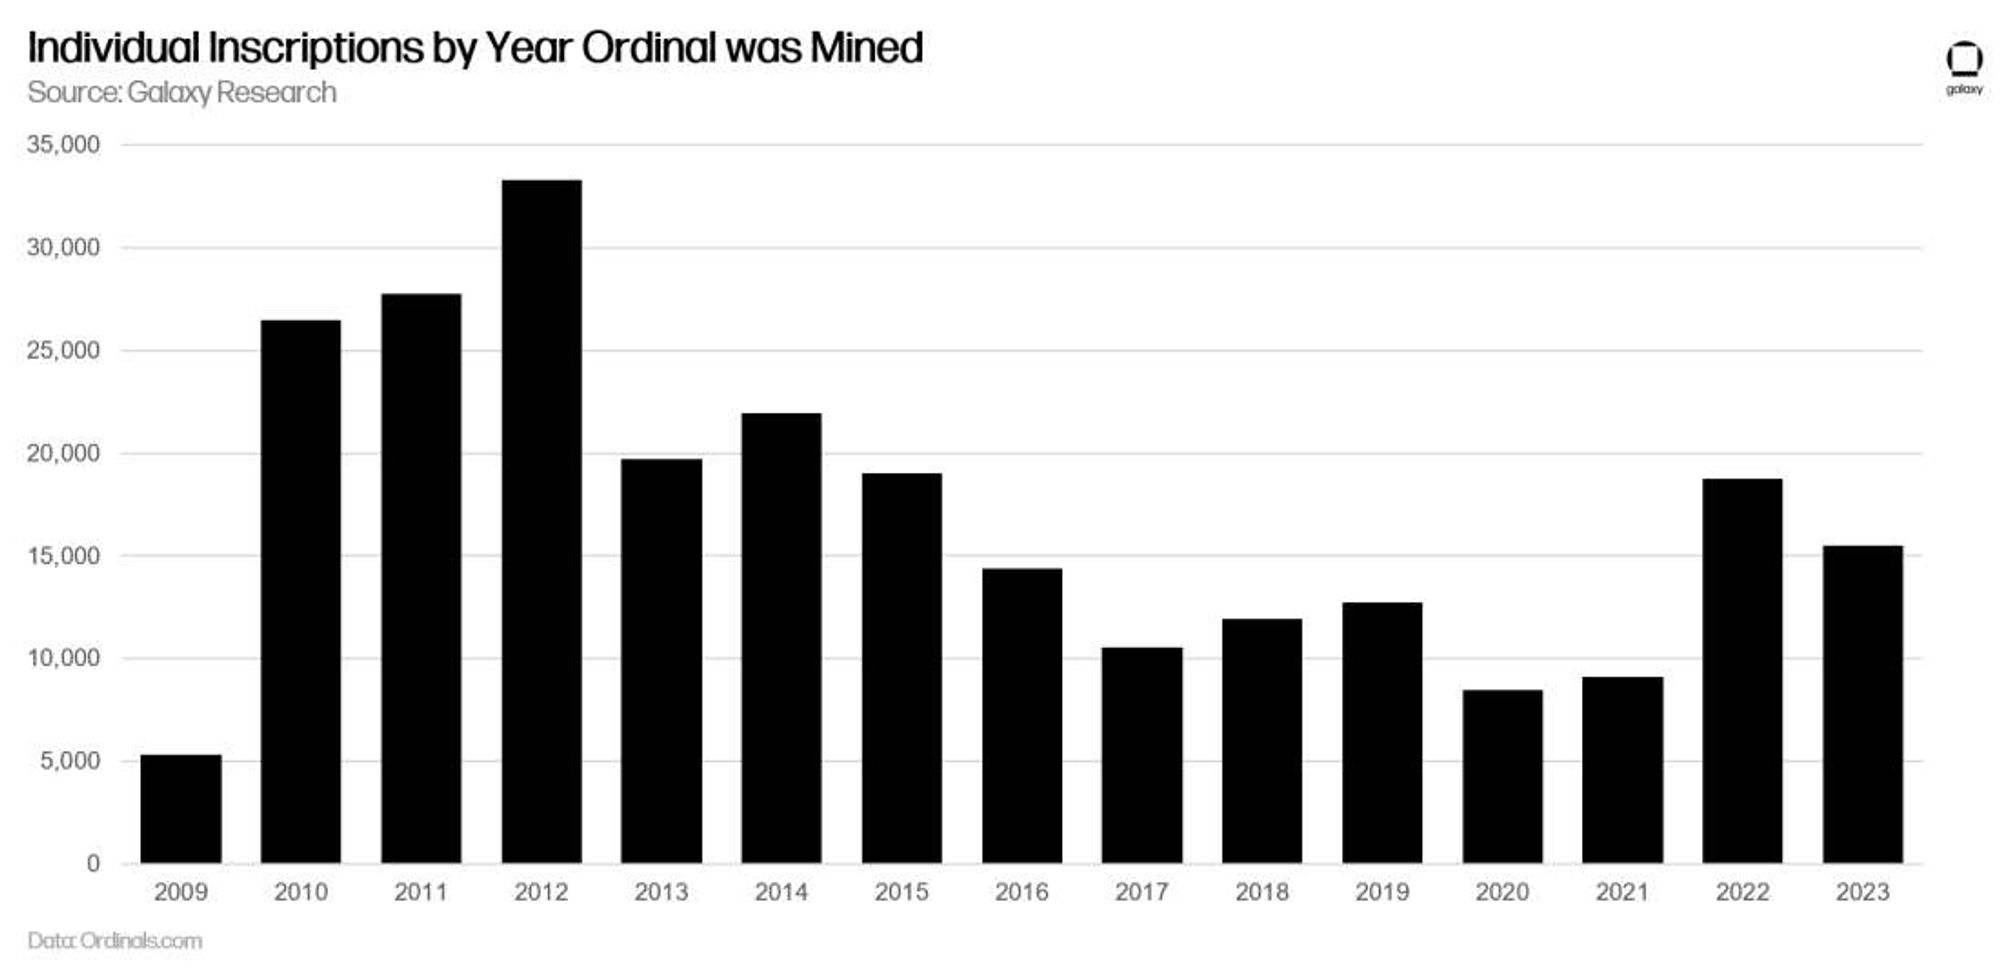 Individual Inscriptions by Year Ordinal was Mined
Source: Galaxy Research
galaxy
35,000
30,000
25,000
20,000
15,000
10,000
5,000
0
2009 2010 2011 2012 2013 2014 2015 2016 2017 2018 2019 2020 2021 2022 2023
Data: Ordinals.com